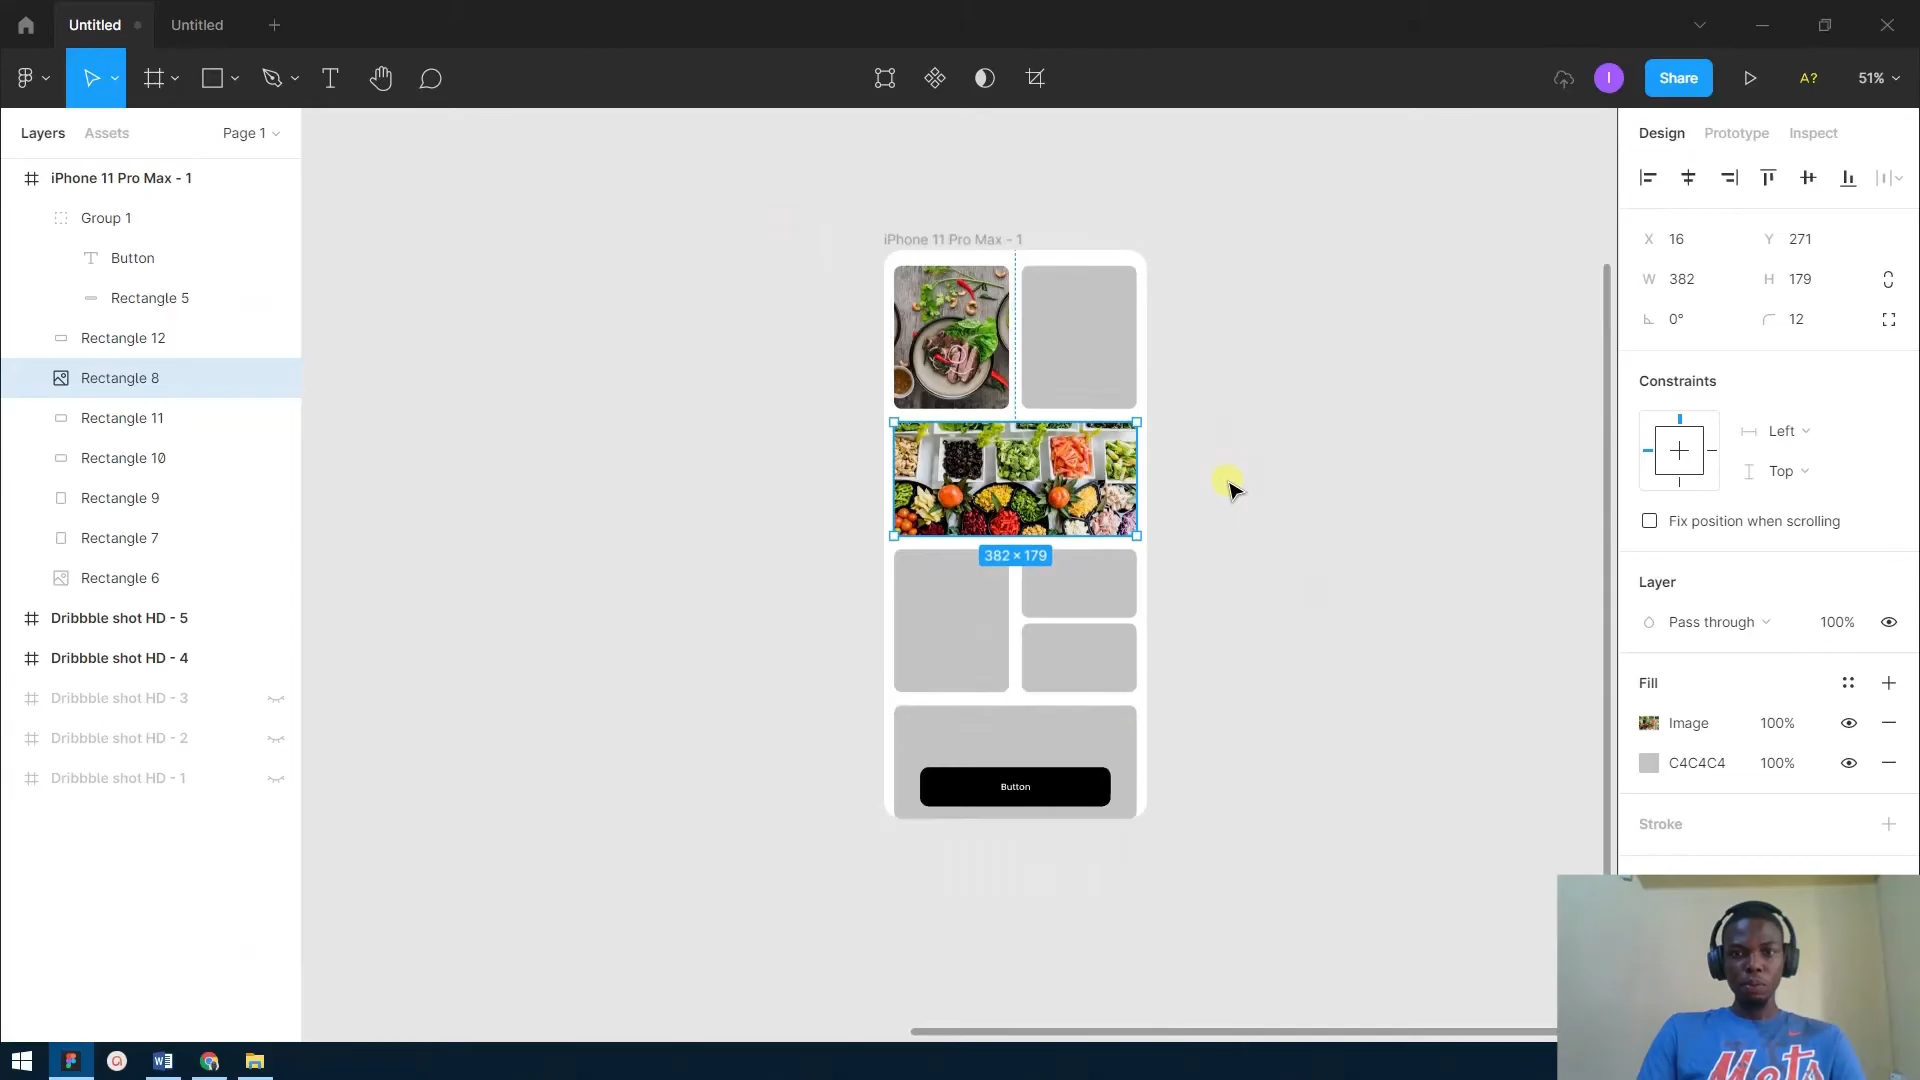 Untitled
Untitled
Share
A?
51%
I
Layers
Assets
Page 1
iPhone 11 Pro Max - 1
Group 1
Button
Rectangle 5
Rectangle 12
Rectangle 8
Rectangle 11
Rectangle 10
Rectangle 9
Rectangle 7
Rectangle 6
Dribbble shot HD - 5
Dribbble shot HD - 4
Dribbble shot HD - 3
Dribbble shot HD - 2
Dribbble shot HD - 1
iPhone 11 Pro Max - 1
382 × 179
Button
Design
Prototype
Inspect
X 16
Y 271
W 382
H 179
0°
12
Constraints
Left
Top
Fix position when scrolling
Layer
Pass through
100%
Fill
Image
100%
C4C4C4
100%
Stroke
Mets